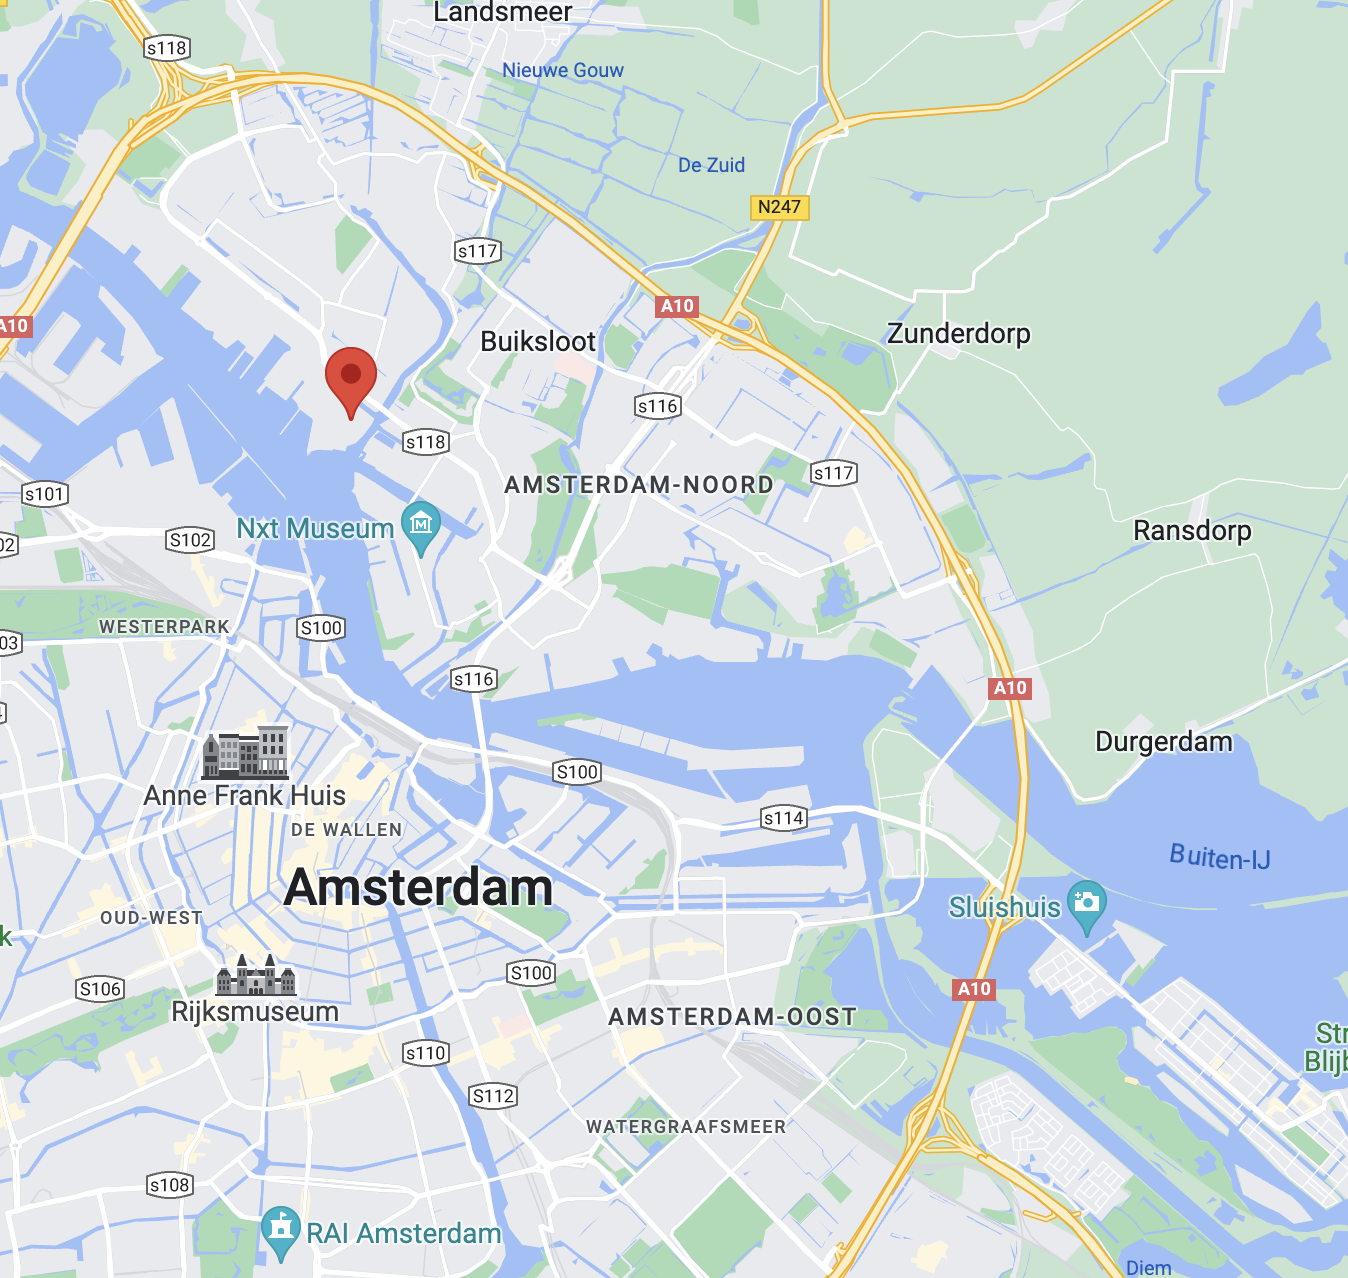 Landsmeer
s118
Nieuwe Gouw
De Zuid
N247
s117
A10
A10
Buiksloot
Zunderdorp
s116
s118
s117
AMSTERDAM-NOORD
s101
Nxt Museum
S102
02
Ransdorp
WESTERPARK
S100
03
s116
A10
Durgerdam
S100
Anne Frank Huis
s114
DE WALLEN
Buiten-IJ
Amsterdam
Sluishuis
OUD-WEST
k
S100
S106
A10
Rijksmuseum
AMSTERDAM-OOST
Str
Blijb
s110
S112
WATERGRAAFSMEER
s108
RAI Amsterdam
Diem